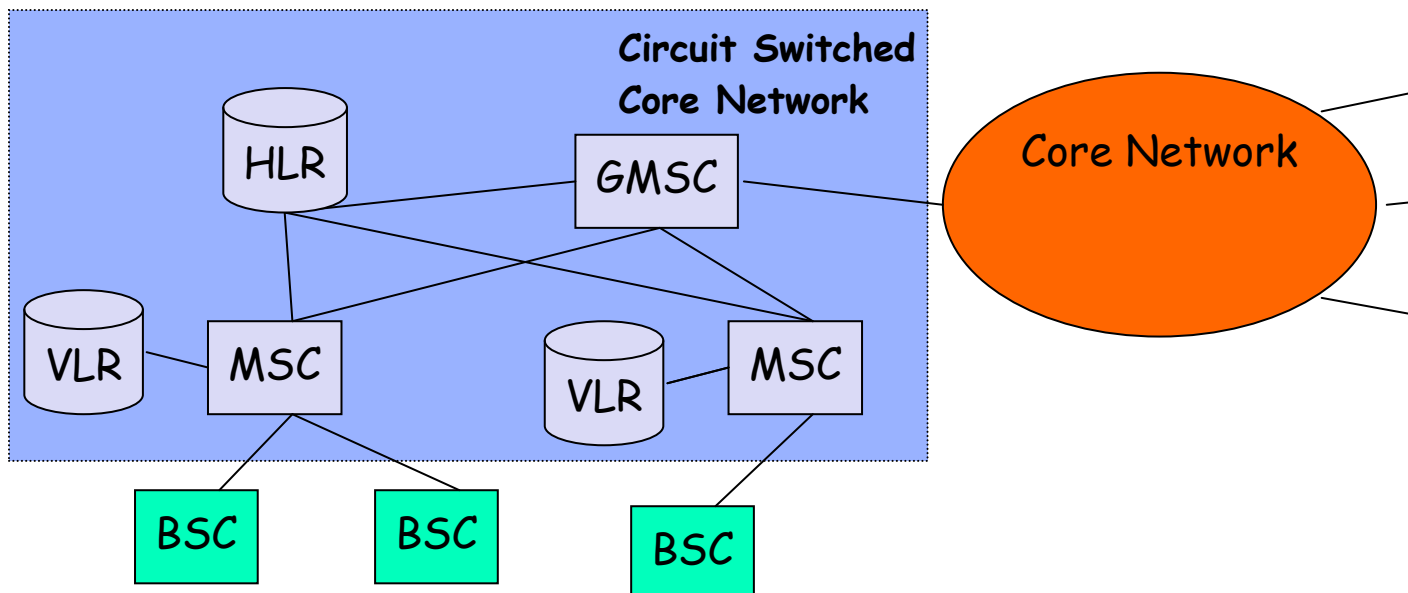 Circuit Switched
Core Network
HLR
GMSC
Core Network
VLR
MSC
VLR
MSC
BSC
BSC
BSC